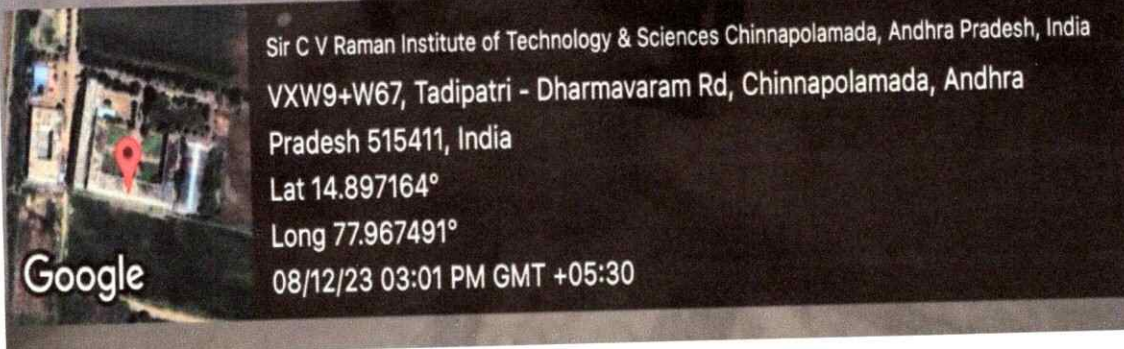 Sir C V Raman Institute of Technology & Sciences Chinnapolamada, Andhra Pradesh, India
VXW9+W67, Tadipatri - Dharmavaram Rd, Chinnapolamada, Andhra
Pradesh 515411, India
Lat 14.897164°
Long 77.967491°
08/12/23 03:01 PM GMT +05:30
Google